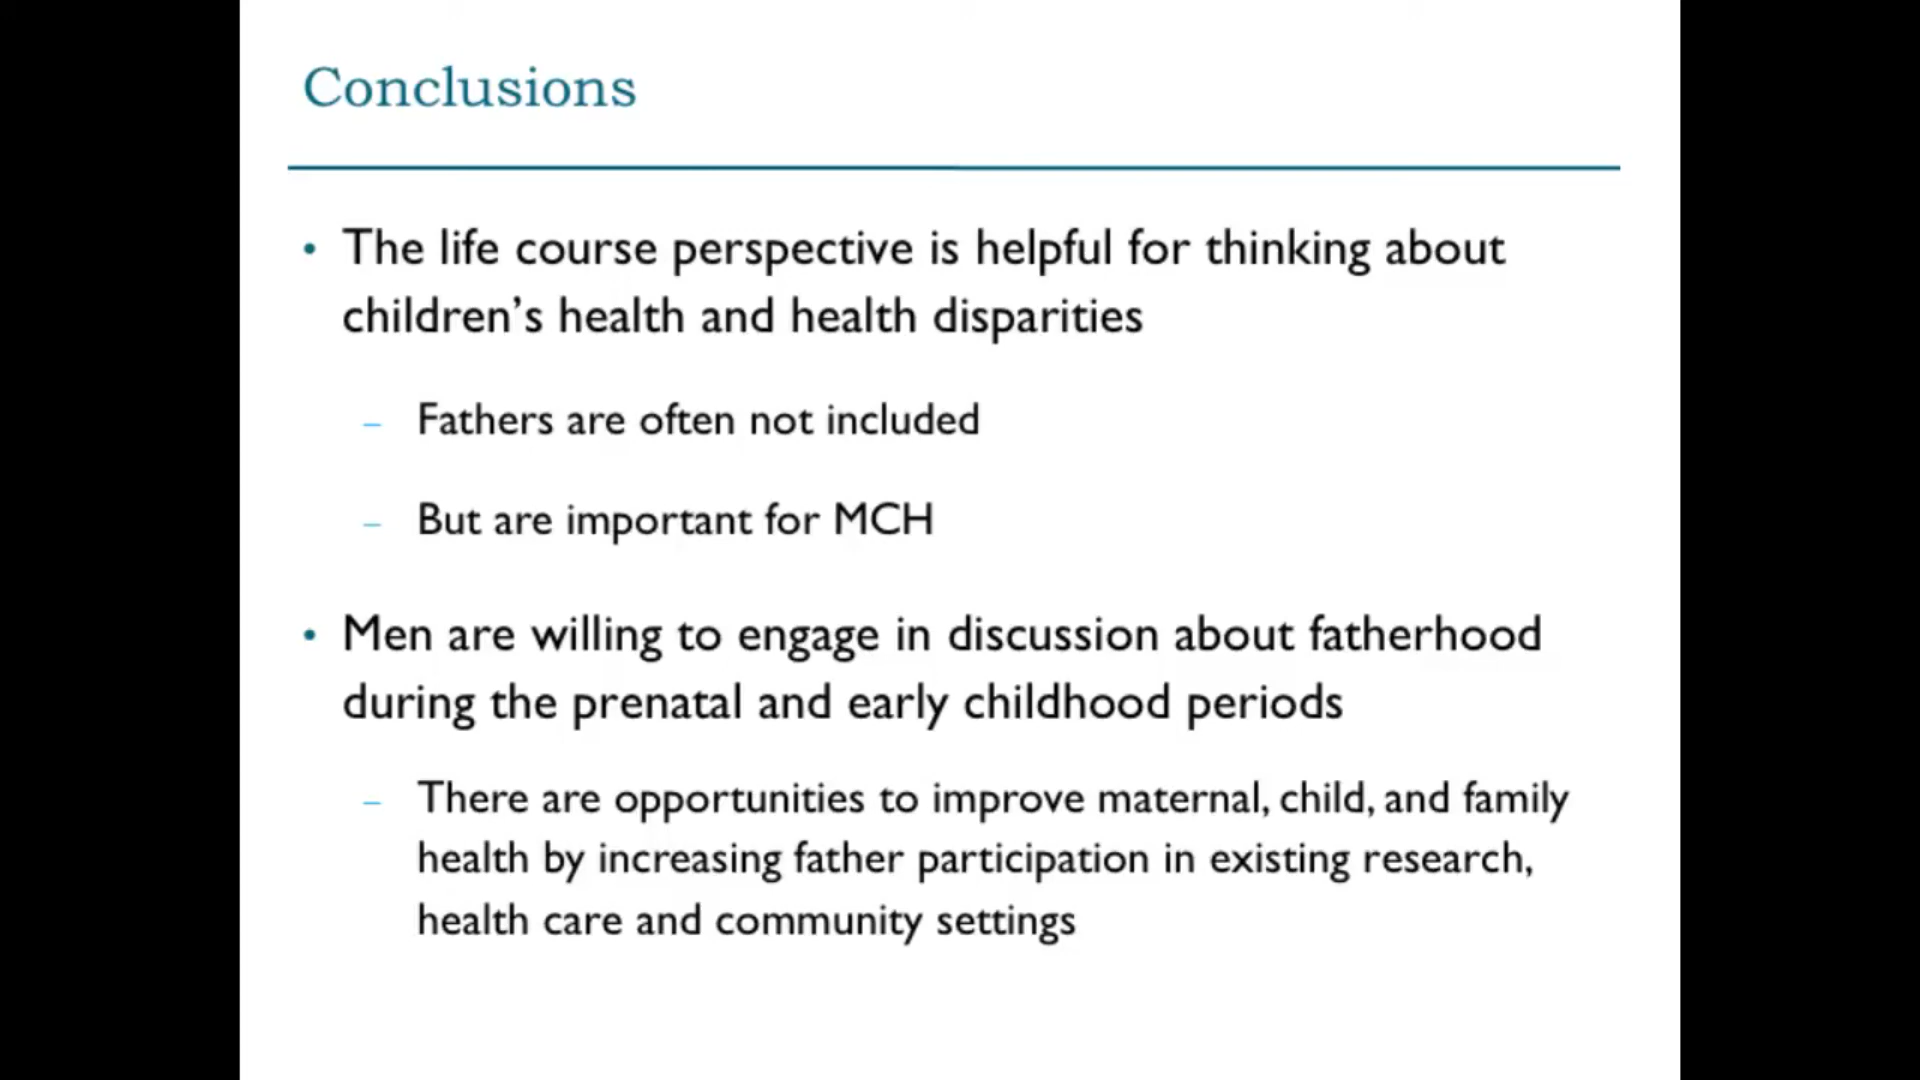 Conclusions
• The life course perspective is helpful for thinking about
children’s health and health disparities
– Fathers are often not included
– But are important for MCH
• Men are willing to engage in discussion about fatherhood
during the prenatal and early childhood periods
– There are opportunities to improve maternal, child, and family
health by increasing father participation in existing research,
health care and community settings